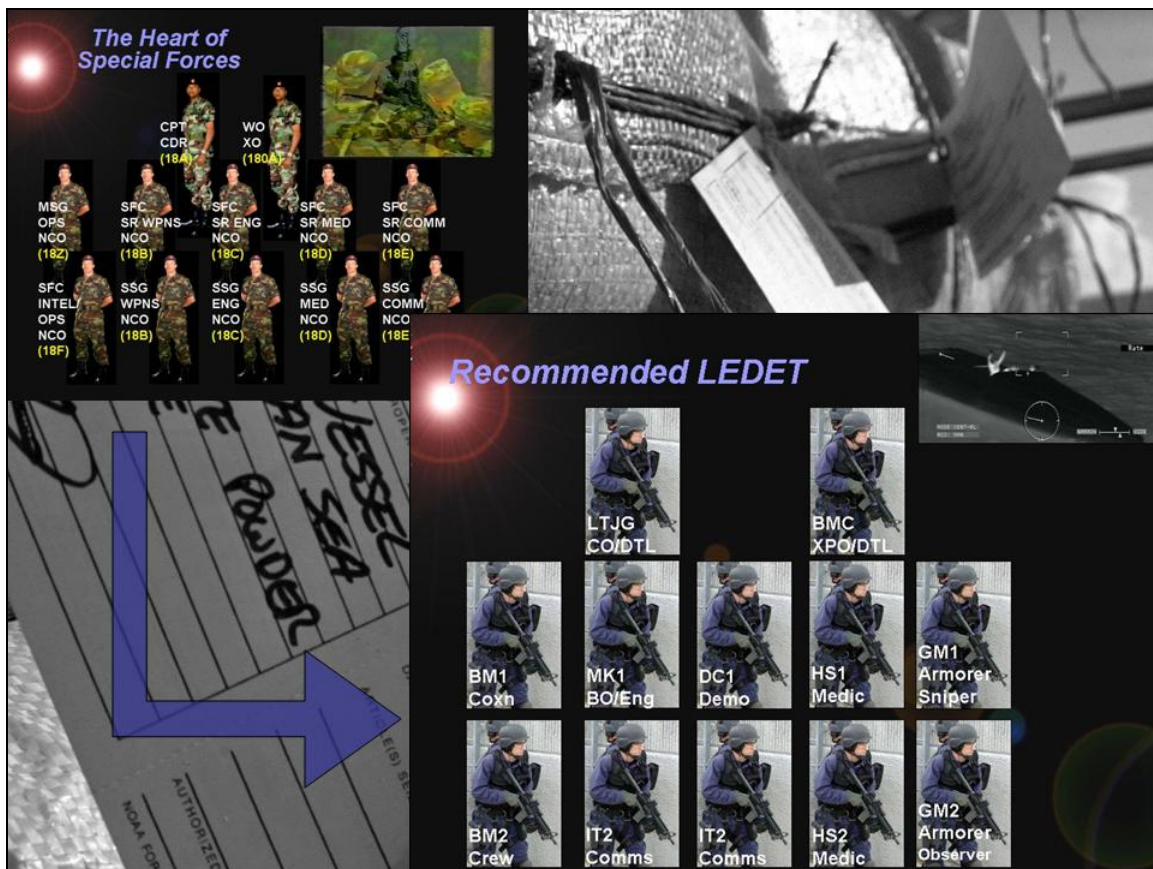 The Heart of
Special Forces
CPT
CDR
(18A)
WO
XO
(180A)
MSG
OPS
NCO
(18Z)
SFC
SR WPNS
NCO
(18B)
SFC
SR ENG
NCO
(18C)
SFC
SR MED
NCO
(18D)
SFC
SR COMM
NCO
(18E)
SFC
INTEL/
OPS
NCO
(18F)
SSG
WPNS
NCO
(18B)
SSG
ENG
NCO
(18C)
SSG
MED
NCO
(18D)
SSG
COMM
NCO
(18E
Recommended LEDET
Rate
LTJG
CO/DTL
BMC
XPO/DTL
BM1
Coxn
MK1
BO/Eng
DC1
Demo
HS1
Medic
GM1
Armorer
Sniper
BM2
Crew
IT2
Comms
IT2
Comms
HS2
Medic
GM2
Armorer
Observer
VESSEL
AN SEA
E POWDER
AUTHORIZED
NOAA FOR